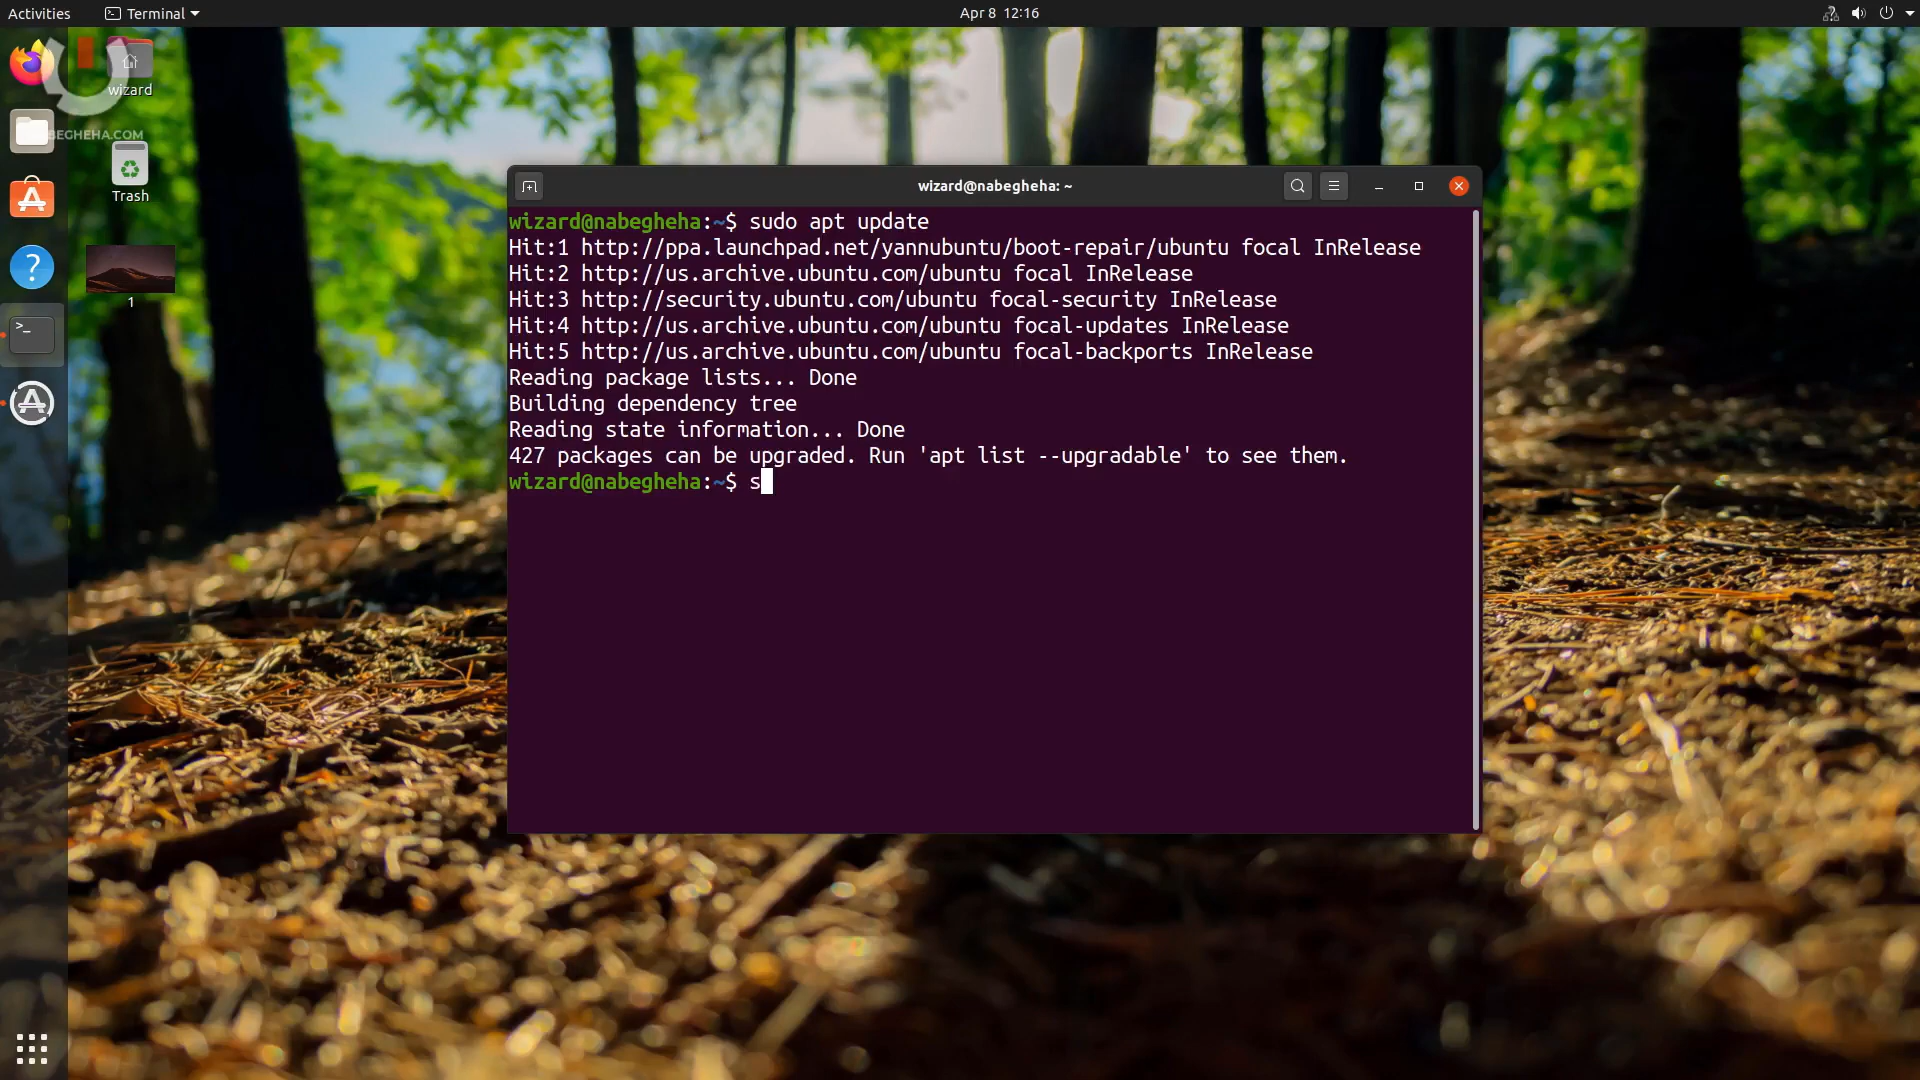 Activities
Terminal
Apr 8 12:16
wizard
BEGHEHA.COM
Trash
1
wizard@nabegheha: ~
wizard@nabegheha:~$ sudo apt update
Hit:1 http://ppa.launchpad.net/yannubuntu/boot-repair/ubuntu focal InRelease
Hit:2 http://us.archive.ubuntu.com/ubuntu focal InRelease
Hit:3 http://security.ubuntu.com/ubuntu focal-security InRelease
Hit:4 http://us.archive.ubuntu.com/ubuntu focal-updates InRelease
Hit:5 http://us.archive.ubuntu.com/ubuntu focal-backports InRelease
Reading package lists... Done
Building dependency tree
Reading state information... Done
427 packages can be upgraded. Run 'apt list --upgradable' to see them.
wizard@nabegheha:~$ s